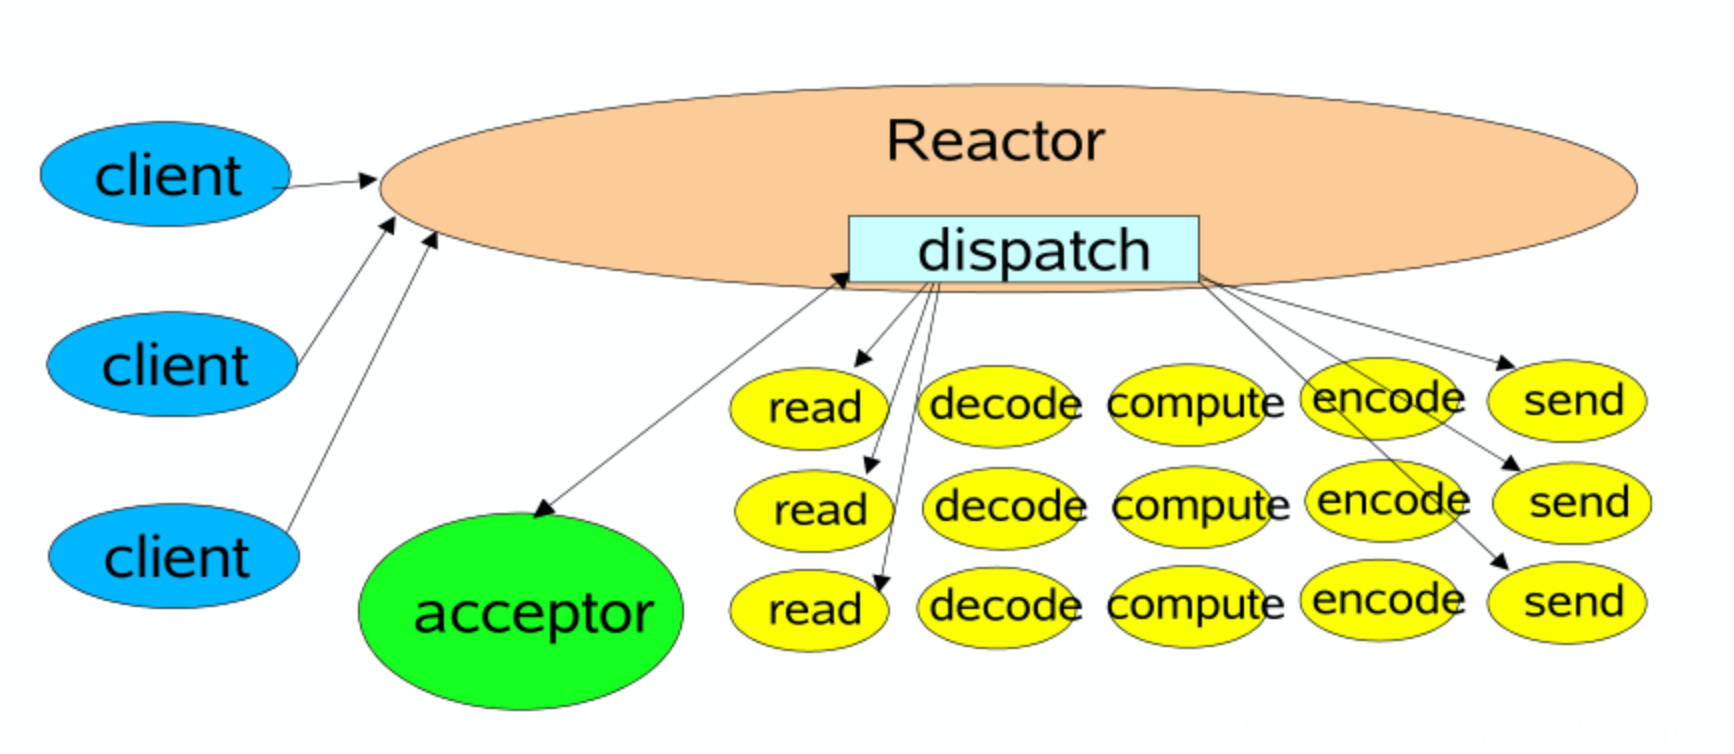 Reactor
client
dispatch
client
client
acceptor
read decode compute encode send
read decode compute encode send
read decode compute encode send